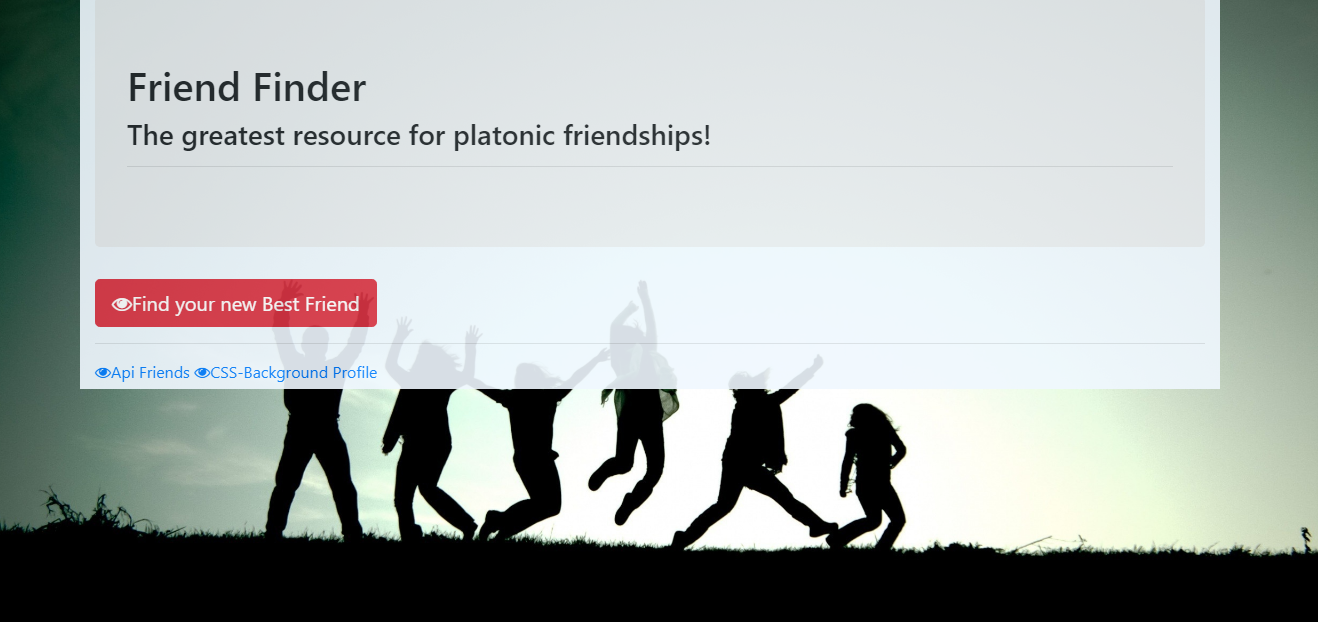 Friend Finder
The greatest resource for platonic friendships!
Find your new Best Friend
Api Friends CSS-Background Profile